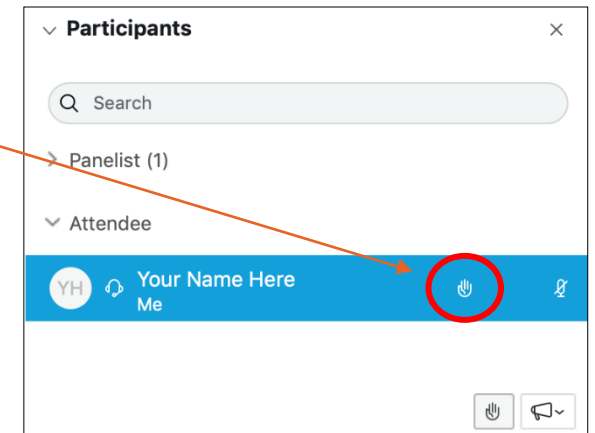 Participants
Search
Panelist (1)
Attendee
YH
Your Name Here
Me